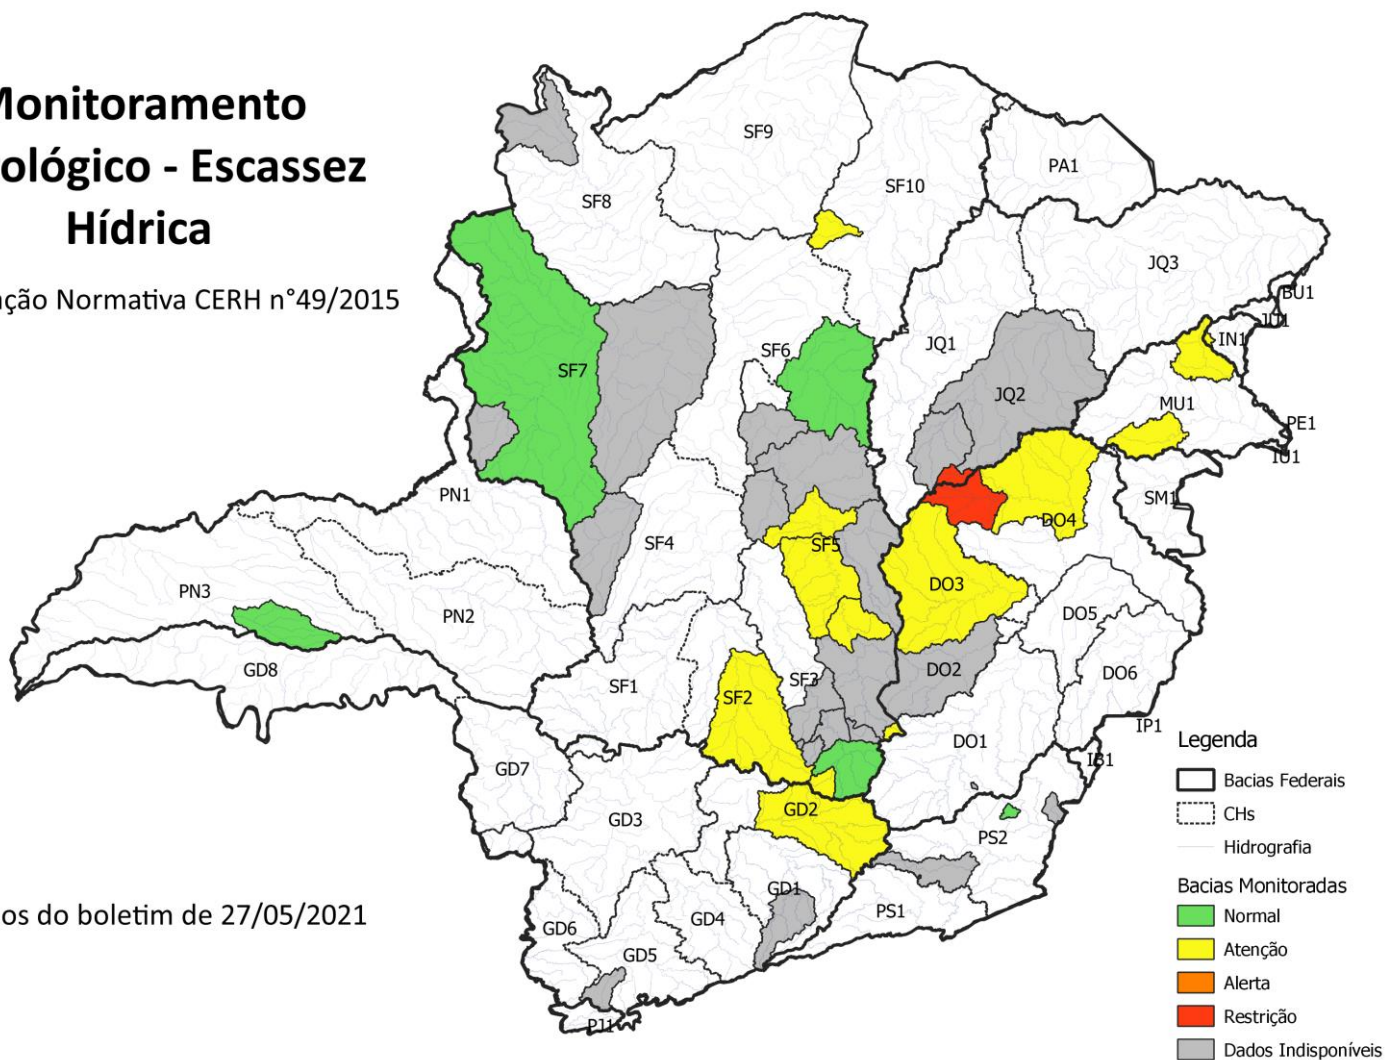 Monitoramento
ológico - Escassez
Hídrica
ação Normativa CERH n°49/2015
SF9
PA1
SF10
SF8
JQ3
BU1
JU1
IN1
JQ1
SF6
SF7
JQ2
MU1
PE1
IU1
PN1
SM1
DO4
SF4
SF5
DO3
PN3
PN2
DO5
GD8
DO2
DO6
SF1
SF2
SF3
IP1
DO1
IB1
GD7
GD2
GD3
PS2
GD1
PS1
GD4
GD6
GD5
PJ1
os do boletim de 27/05/2021
Legenda
Bacias Federais
CHs
Hidrografia
Bacias Monitoradas
Normal
Atenção
Alerta
Restrição
Dados Indisponíveis